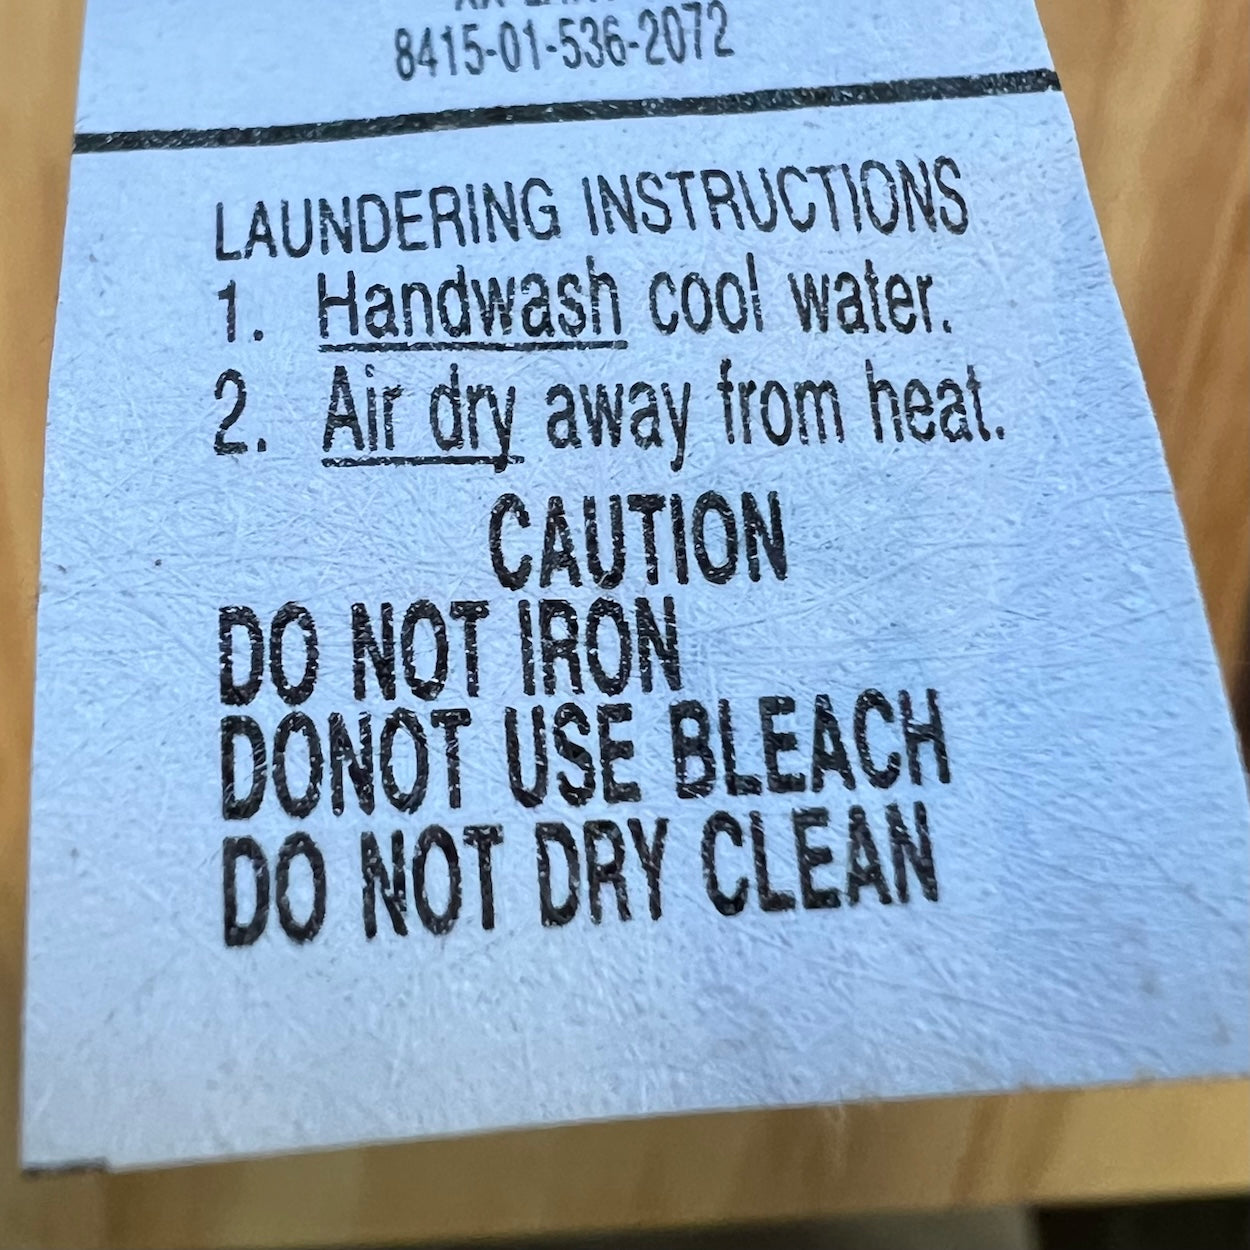 8415-01-536-2072
LAUNDERING INSTRUCTIONS
1. Handwash cool water.
2. Air dry away from heat.
CAUTION
DO NOT IRON
DONOT USE BLEACH
DO NOT DRY CLEAN